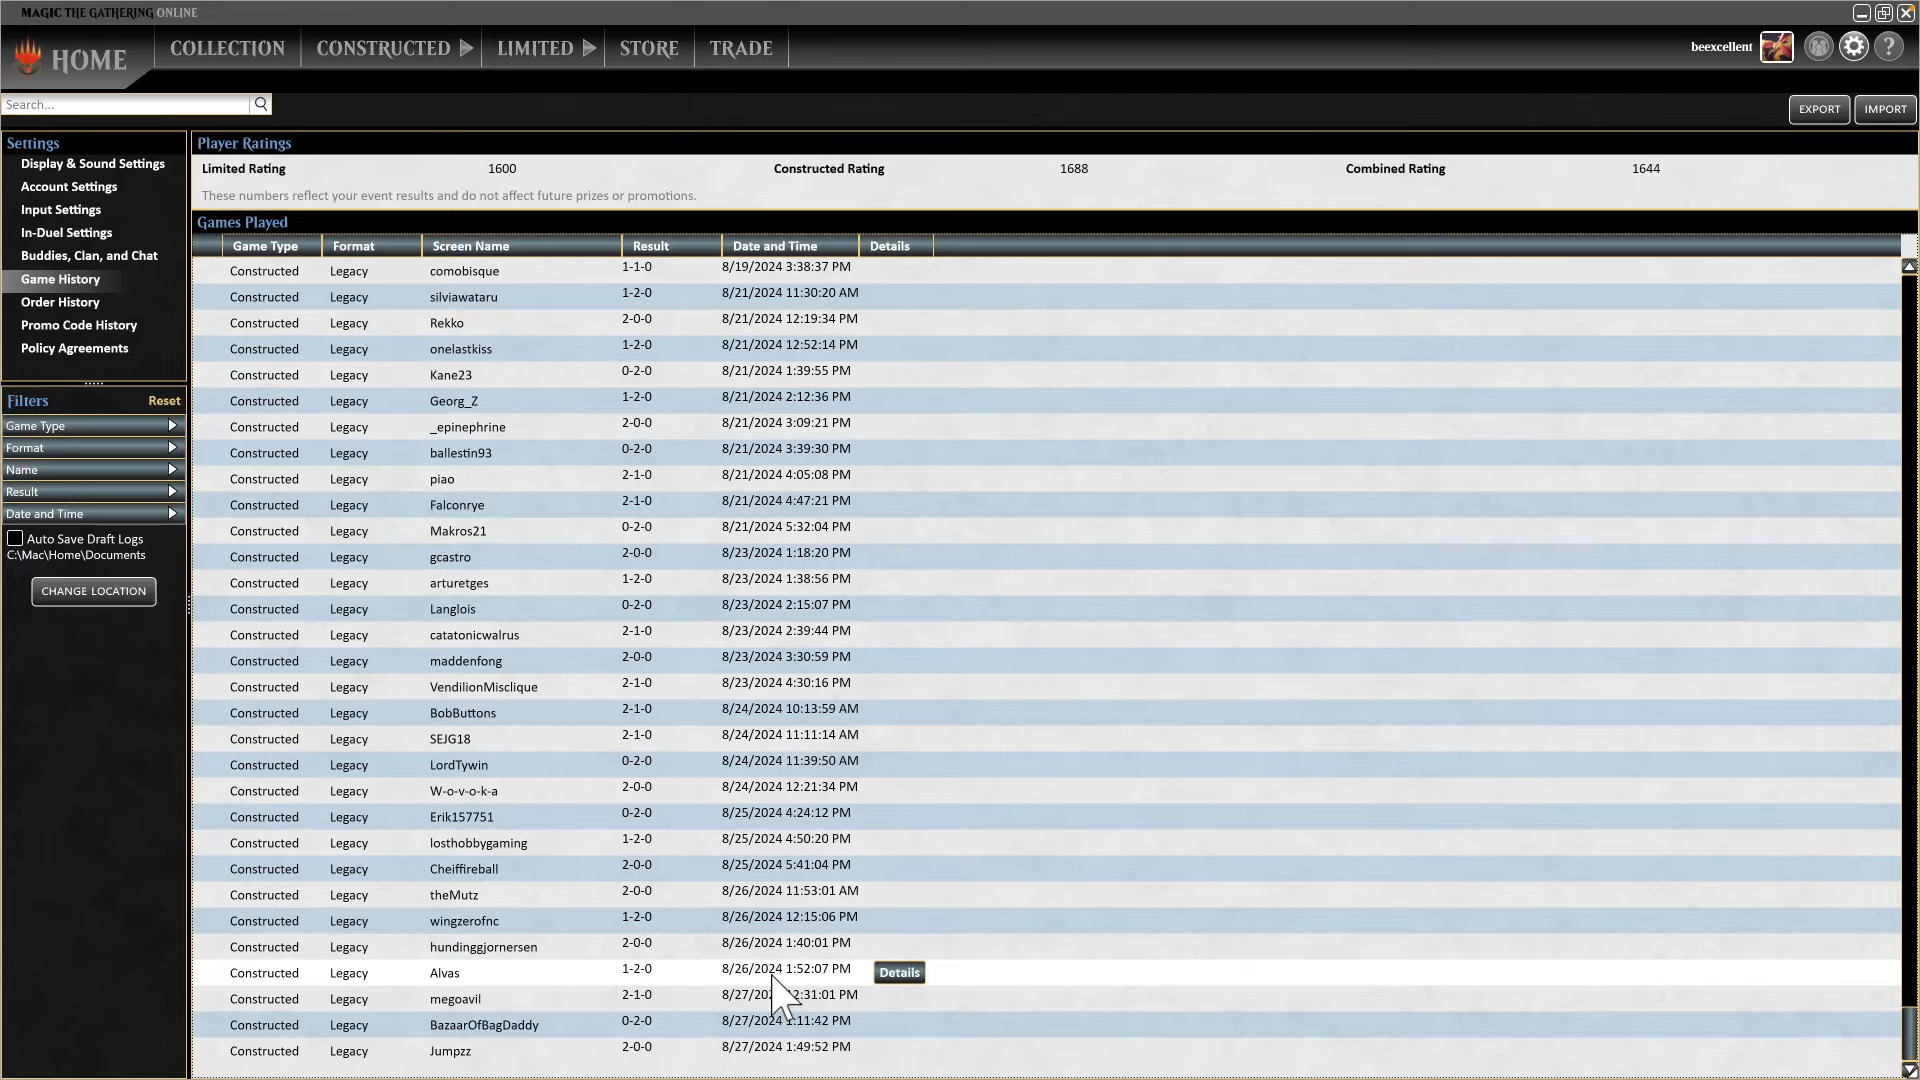 MAGIC THE GATHERING ONLINE
HOME COLLECTION CONSTRUCTED LIMITED STORE TRADE beexcellent ?
Search... EXPORT IMPORT
Settings
Display & Sound Settings
Account Settings
Input Settings
In-Duel Settings
Buddies, Clan, and Chat
Game History
Order History
Promo Code History
Policy Agreements
Filters Reset
Game Type
Format
Name
Result
Date and Time
Auto Save Draft Logs
C:\Mac\Home\Documents
CHANGE LOCATION
Player Ratings
Limited Rating 1600 Constructed Rating 1688 Combined Rating 1644
These numbers reflect your event results and do not affect future prizes or promotions.
Games Played
Game Type Format Screen Name Result Date and Time Details
Constructed Legacy comobisque 1-1-0 8/19/2024 3:38:37 PM
Constructed Legacy silviawataru 1-2-0 8/21/2024 11:30:20 AM
Constructed Legacy Rekko 2-0-0 8/21/2024 12:19:34 PM
Constructed Legacy onelastkiss 1-2-0 8/21/2024 12:52:14 PM
Constructed Legacy Kane23 0-2-0 8/21/2024 1:39:55 PM
Constructed Legacy Georg_Z 1-2-0 8/21/2024 2:12:36 PM
Constructed Legacy _epinephrine 2-0-0 8/21/2024 3:09:21 PM
Constructed Legacy ballestin93 0-2-0 8/21/2024 3:39:30 PM
Constructed Legacy piao 2-1-0 8/21/2024 4:05:08 PM
Constructed Legacy Falconrye 2-1-0 8/21/2024 4:47:21 PM
Constructed Legacy Makros21 0-2-0 8/21/2024 5:32:04 PM
Constructed Legacy gcastro 2-0-0 8/23/2024 1:18:20 PM
Constructed Legacy arturetges 1-2-0 8/23/2024 1:38:56 PM
Constructed Legacy Langlois 0-2-0 8/23/2024 2:15:07 PM
Constructed Legacy catatonicwalrus 2-1-0 8/23/2024 2:39:44 PM
Constructed Legacy maddenfong 2-0-0 8/23/2024 3:30:59 PM
Constructed Legacy VendilionMisclique 2-1-0 8/23/2024 4:30:16 PM
Constructed Legacy BobButtons 2-1-0 8/24/2024 10:13:59 AM
Constructed Legacy SEJG18 2-1-0 8/24/2024 11:11:14 AM
Constructed Legacy LordTywin 0-2-0 8/24/2024 11:39:50 AM
Constructed Legacy W-o-v-o-k-a 2-0-0 8/24/2024 12:21:34 PM
Constructed Legacy Erik157751 0-2-0 8/25/2024 4:24:12 PM
Constructed Legacy losthobbygaming 1-2-0 8/25/2024 4:50:20 PM
Constructed Legacy Cheiffireball 2-0-0 8/25/2024 5:41:04 PM
Constructed Legacy theMutz 2-0-0 8/26/2024 11:53:01 AM
Constructed Legacy wingzerofnc 1-2-0 8/26/2024 12:15:06 PM
Constructed Legacy hundinggjornersen 2-0-0 8/26/2024 1:40:01 PM
Constructed Legacy Alvas 1-2-0 8/26/2024 1:52:07 PM Details
Constructed Legacy megoavil 2-1-0 PM
Constructed Legacy BazaarOfBagDaddy 0-2-0 8/27/2024 PM
Constructed Legacy Jumpzz 2-0-0 8/27/2024 1:49:52 PM